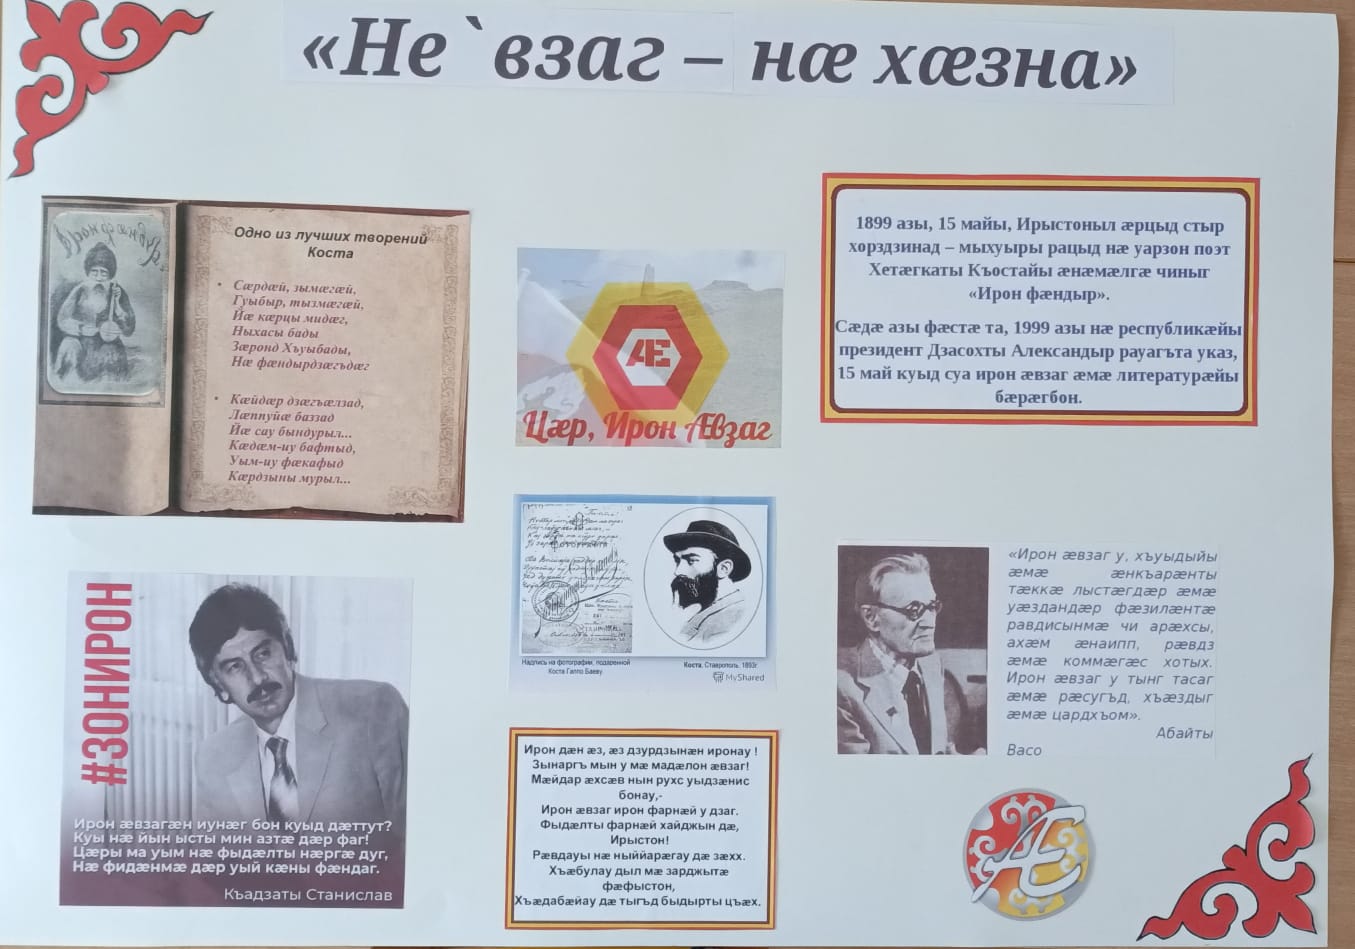 «Не`взаг – нæ хæзна»
Одно из лучших творений
Коста
• Сæрдæй, зымæгæй,
Гуыбыр, тызмæгæй,
Йæ кæрцы мидæг,
Ныхасы бады
Зæронд Хъуыбады,
Нæ фæндырдзæгъдæг
• Кæйдæр дзæгъæлзад,
Лæппуйæ баззад
Йæ сау бындурыл...
Кæдæм-иу бафтыд,
Уым-иу фæкафыд
Кæрдзыны мурыл...
Æ
Цæр, Ирон Æвзаг
1899 азы, 15 майы, Ирыстоныл æрцыд стыр
хорздзинад – мыхуыры рацыд нæ уарзон поэт
Хетæгкаты Къостайы æнæмæлгæ чиныг
«Ирон фæндыр».
Сæдæ азы фæстæ та, 1999 азы нæ республикæйы
президент Дзасохты Александыр рауагъта указ,
15 май куыд суа ирон æвзаг æмæ литературæйы
бæрæгбон.
#ЗОНИРОН
Ирон æвзагæн иунæг бон куыд дæттут?
Куы нæ йын ысты мин азтæ дæр фаг!
Цæры ма уым нæ фыдæлты нæргæ дуг,
Нæ фидæнмæ дæр уый кæны фæндаг.
Къадзаты Станислав
Надпись на фотографии, подаренной
Коста Гаппо Баеву.
Коста, Ставрополь. 1893г.
MyShared
Ирон дæн æз, æз дзурдзынæн иронау !
Зынаргъ мын у мæ мадæлон æвзаг!
Мæйдар æхсæв нын рухс уыдзæнис
бонау,-
Ирон æвзаг ирон фарнæй у дзаг.
Фыдæлты фарнæй хайджын дæ,
Ирыстон!
Рæвдауы нæ ныййарæгау дæ зæхх.
Хъæбулау дыл мæ зарджытæ
фæфыстон,
Хъæдабæйау дæ тыгъд быдырты цъæх.
«Ирон æвзаг у, хъуыдыйы
æмæ æнкъарæнты
тæккæ лыстæгдæр æмæ
уæздандæр фæзилæнтæ
равдисынмæ чи арæхсы,
ахæм æнаипп, рæвдз
æмæ коммæгæс хотых.
Ирон æвзаг у тынг тасаг
æмæ рæсугъд, хъæздыг
æмæ цардхъом».
Абайты
Васо
Æ